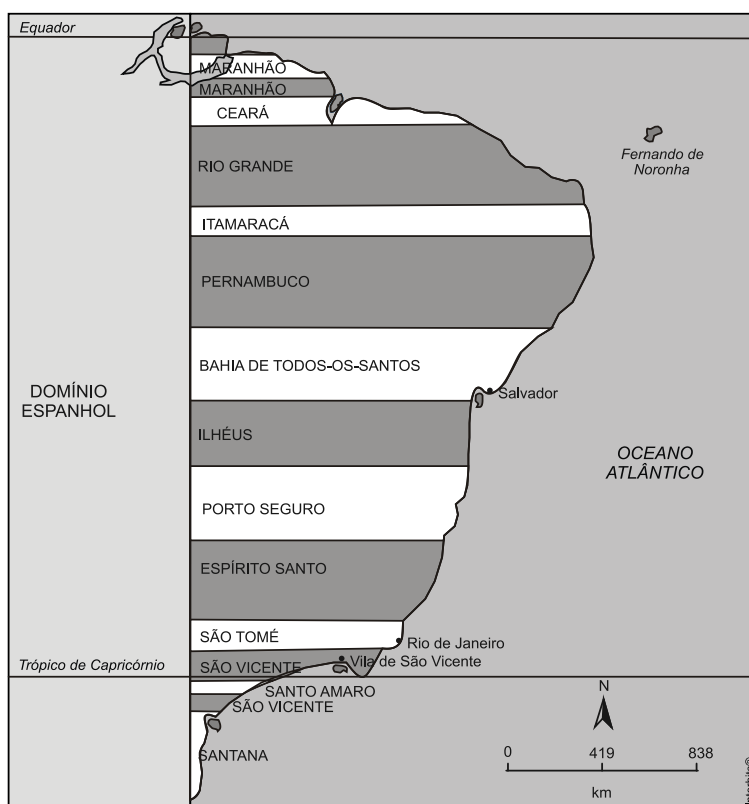 Equador
MARANHÃO
MARANHÃO
CEARÁ
RIO GRANDE
Fernando de
Noronha
ITAMARACÁ
PERNAMBUCO
BAHIA DE TODOS-OS-SANTOS
Salvador
DOMÍNIO
ESPANHOL
ILHÉUS
OCEANO
ATLÂNTICO
PORTO SEGURO
ESPÍRITO SANTO
SÃO TOMÉ
Rio de Janeiro
Vila de São Vicente
Trópico de Capricórnio
SÃO VICENTE
SANTO AMARO
SÃO VICENTE
SANTANA
N
0 419 838
km